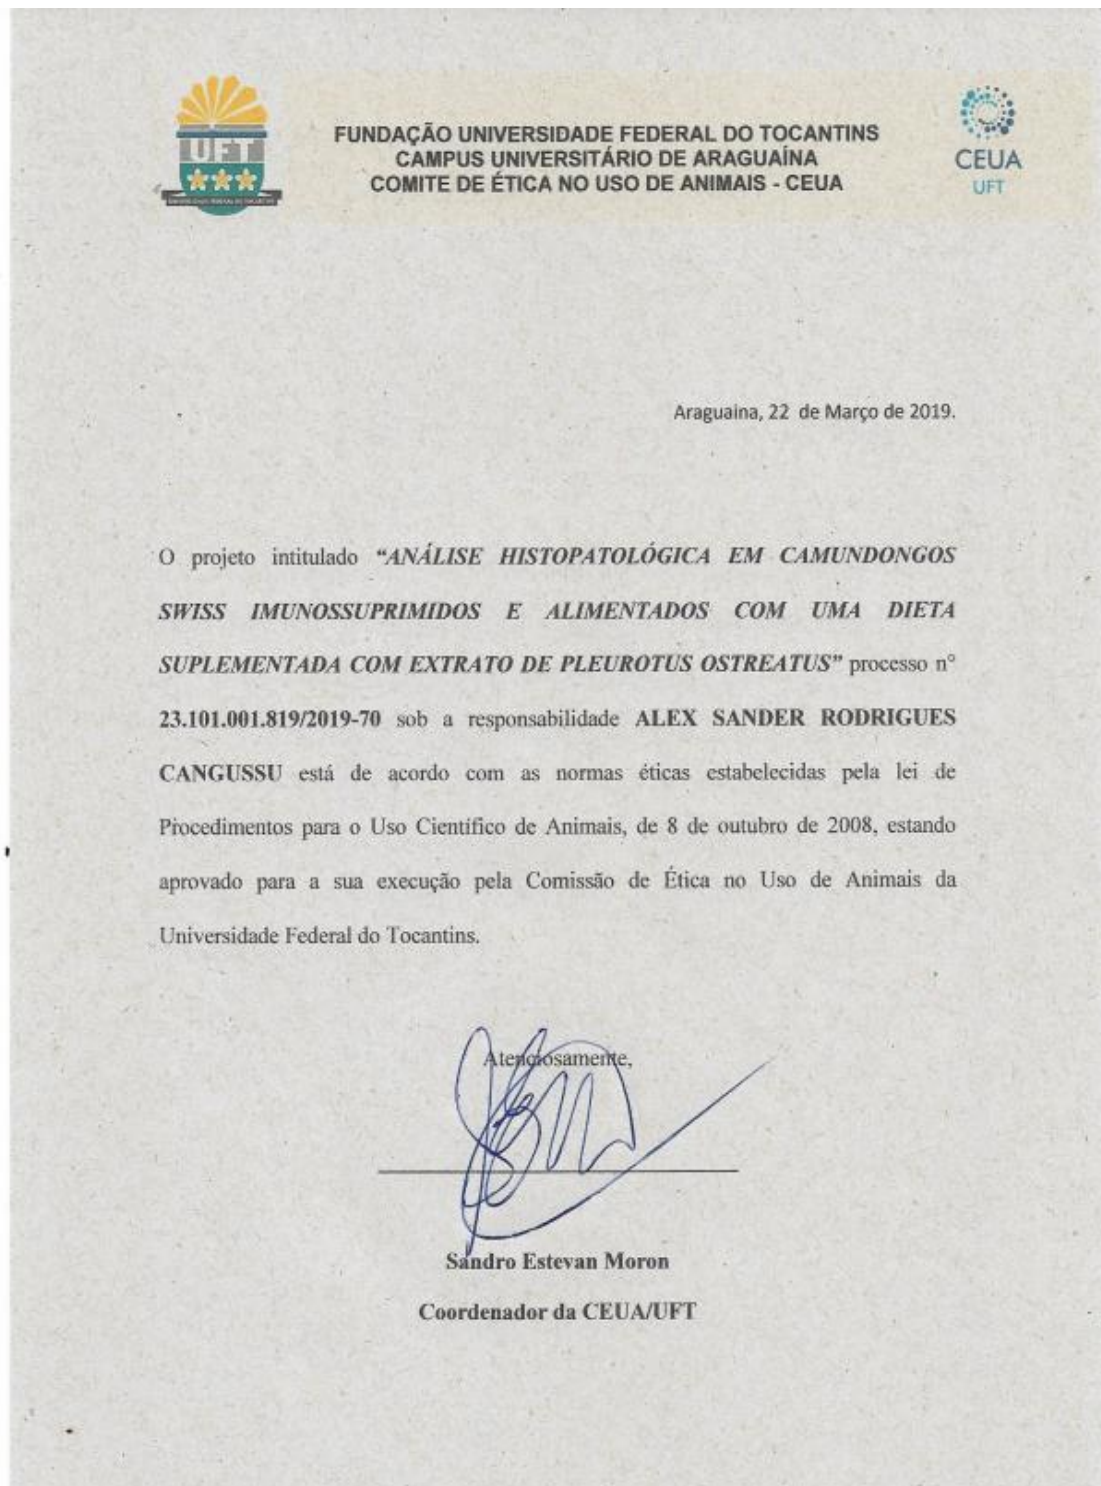 UFT
FUNDAÇÃO UNIVERSIDADE FEDERAL DO TOCANTINS
CAMPUS UNIVERSITÁRIO DE ARAGUAÍNA
COMITE DE ÉTICA NO USO DE ANIMAIS - CEUA
CEUA
UFT
Araguaina, 22 de Março de 2019.
O projeto intitulado “ANÁLISE HISTOPATOLÓGICA EM CAMUNDONGOS
SWISS IMUNOSSUPRIMIDOS E ALIMENTADOS COM UMA DIETA
SUPLEMENTADA COM EXTRATO DE PLEUROTUS OSTREATUS” processo n°
23.101.001.819/2019-70 sob a responsabilidade ALEX SANDER RODRIGUES
CANGUSSU está de acordo com as normas éticas estabelecidas pela lei de
Procedimentos para o Uso Científico de Animais, de 8 de outubro de 2008, estando
aprovado para a sua execução pela Comissão de Ética no Uso de Animais da
Universidade Federal do Tocantins.
Atenciosamente,
Sandro Estevan Moron
Coordenador da CEUA/UFT